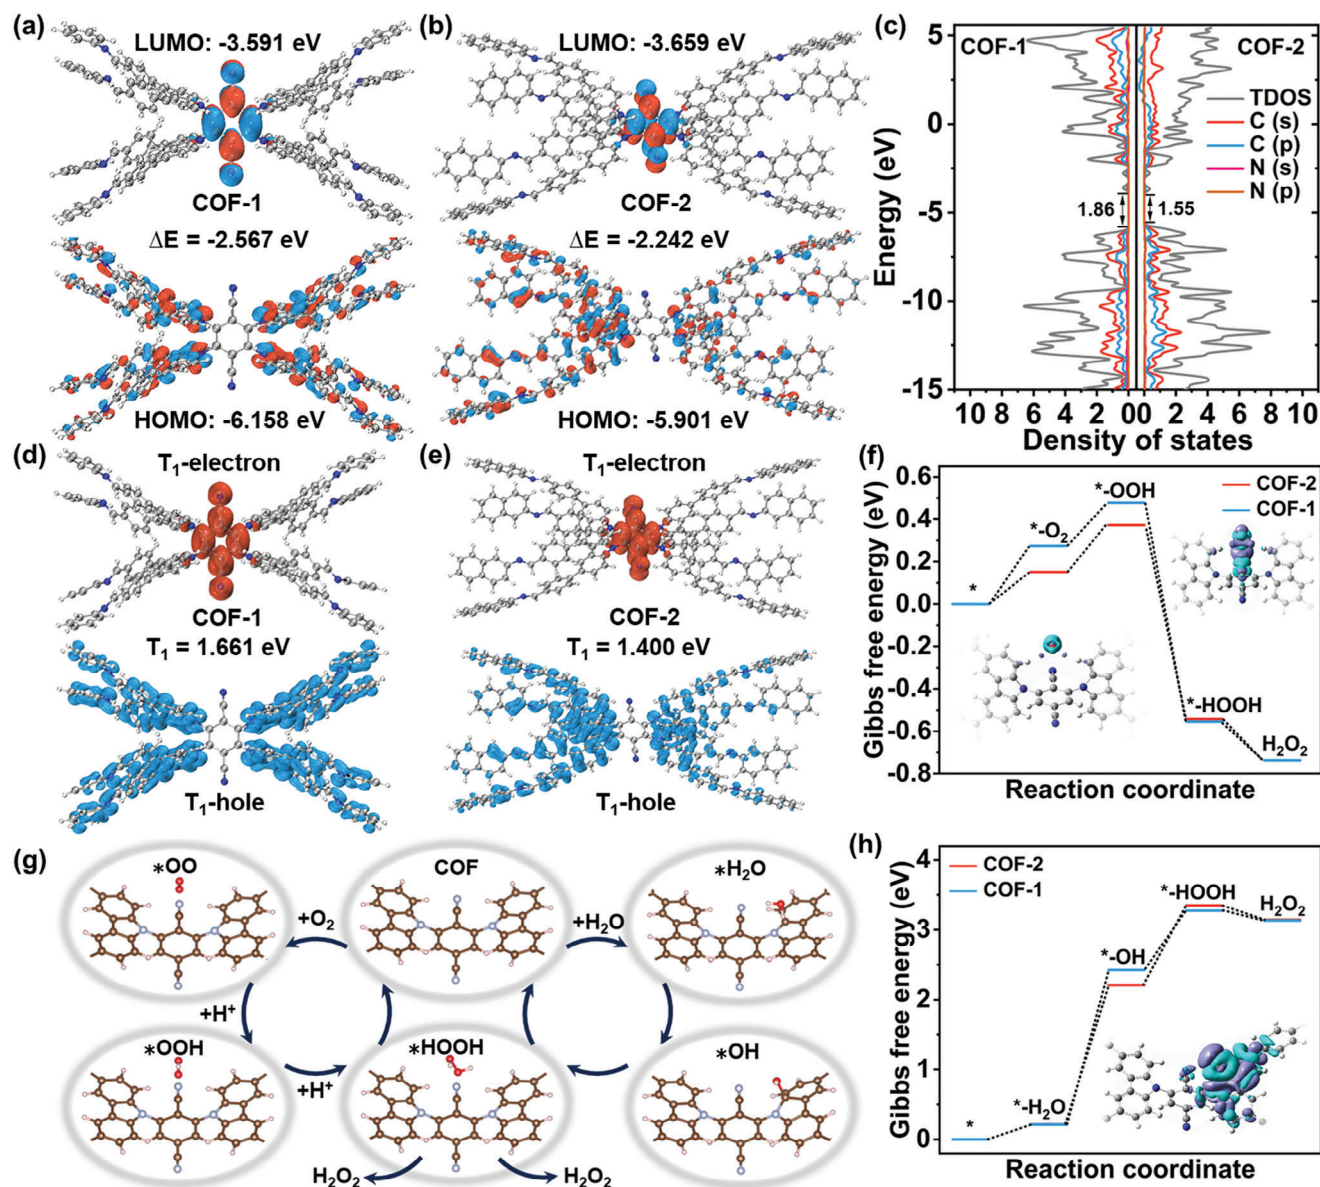 (a)
LUMO: -3.591 eV
COF-1
ΔE = -2.567 eV
HOMO: -6.158 eV
(b)
LUMO: -3.659 eV
COF-2
ΔE = -2.242 eV
HOMO: -5.901 eV
(c)
COF-1
COF-2
TDOS
C (s)
C (p)
N (s)
N (p)
1.86
1.55
5
0
-5
-10
-15
Energy (eV)
10 8 6 4 2 00 2 4 6 8 10
Density of states
(d)
T₁-electron
COF-1
T₁ = 1.661 eV
T₁-hole
(e)
T₁-electron
COF-2
T₁ = 1.400 eV
T₁-hole
(f)
COF-2
COF-1
*
*-O₂
*-OOH
*-HOOH
H₂O₂
0.6
0.4
0.2
0.0
-0.2
-0.4
-0.6
-0.8
Gibbs free energy (eV)
Reaction coordinate
(g)
*OO
COF
*H₂O
+O₂
+H₂O
+H⁺
*OOH
+H⁺
*HOOH
*OH
H₂O₂
H₂O₂
(h)
COF-2
COF-1
*
*-H₂O
*-OH
*-HOOH
H₂O₂
4
3
2
1
0
Gibbs free energy (eV)
Reaction coordinate